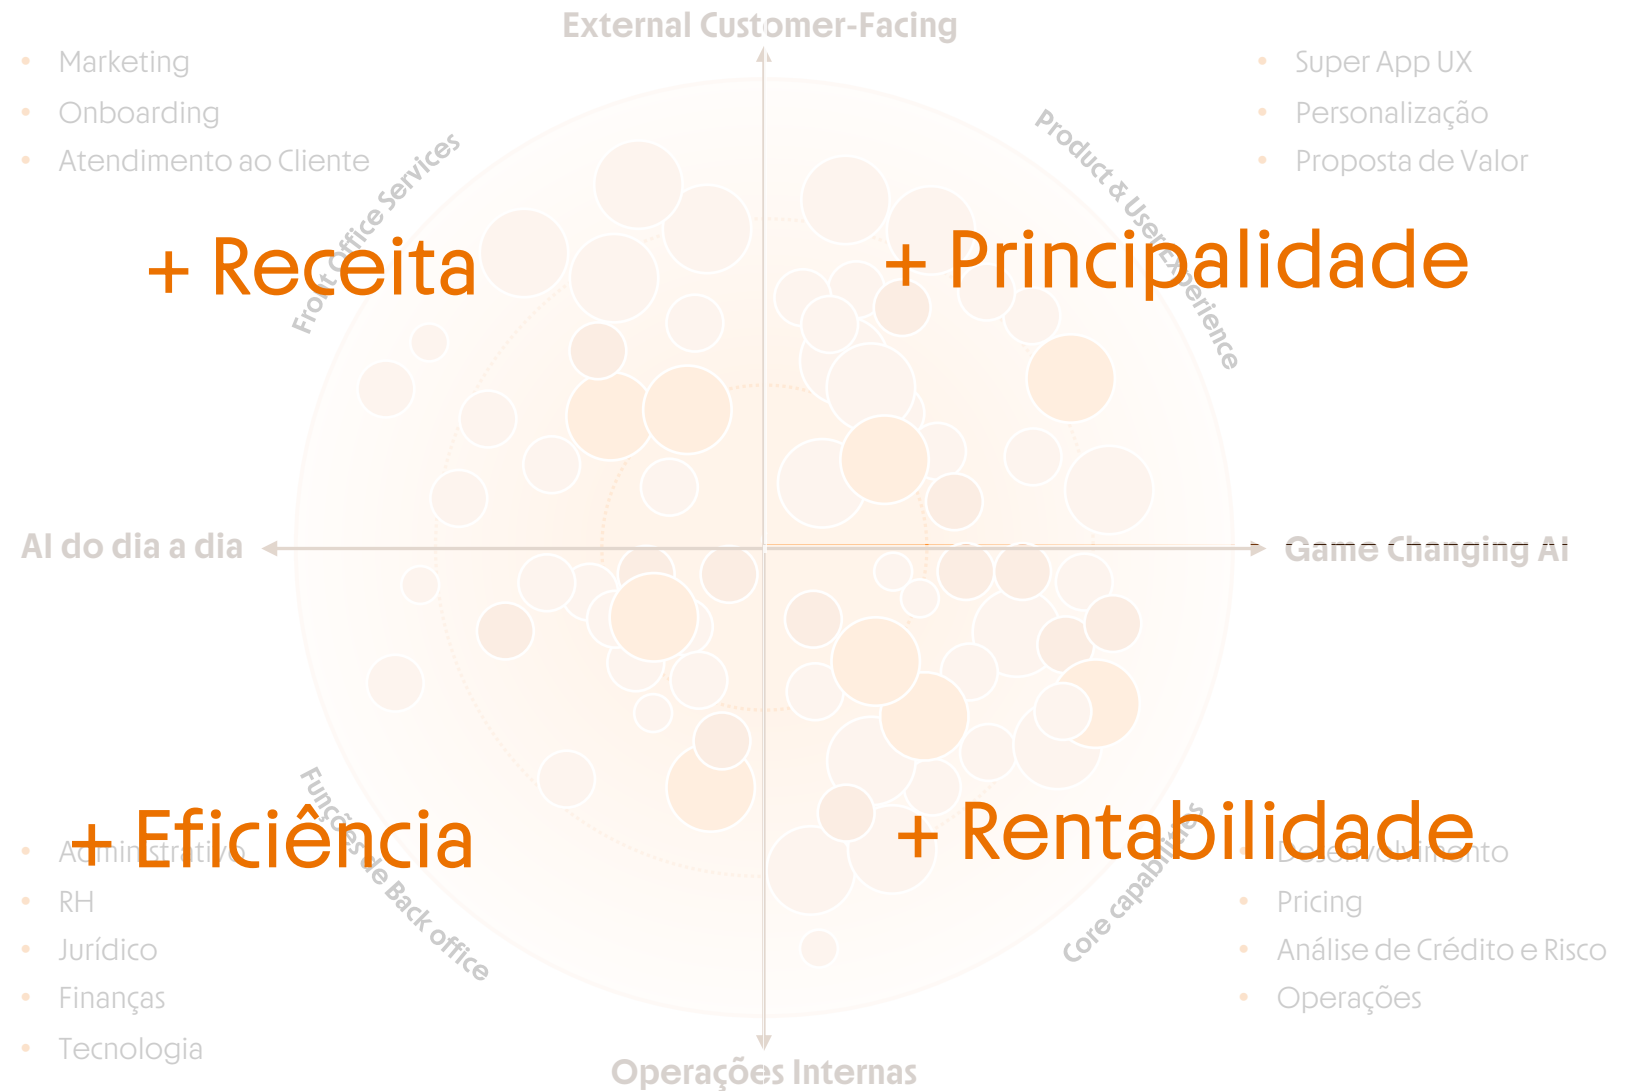 External Customer-Facing
• Marketing
• Onboarding
• Atendimento ao Cliente
• Super App UX
• Personalização
• Proposta de Valor
Front Office Services
Product & User Experience
+ Receita
+ Principalidade
AI do dia a dia
Game Changing AI
+ Eficiência
+ Rentabilidade
Funções de Back office
Core capabilities
• Administrativo
• RH
• Jurídico
• Finanças
• Tecnologia
• Desenvolvimento
• Pricing
• Análise de Crédito e Risco
• Operações
Operações Internas